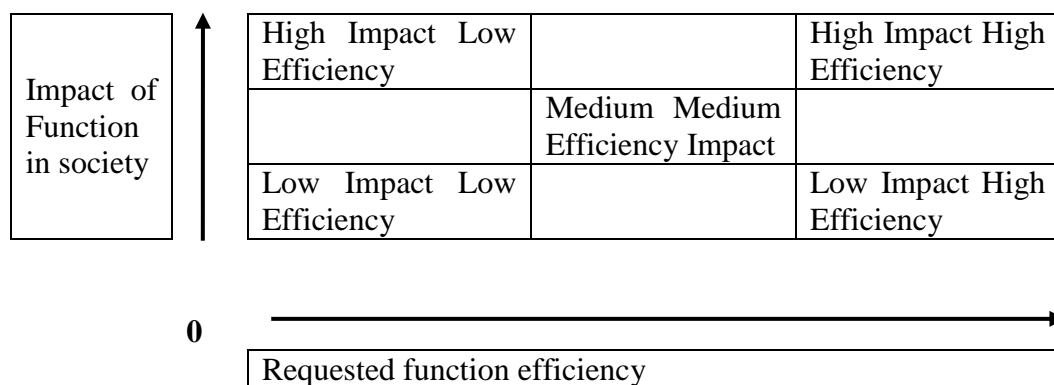 Impact of
Function
in society
High Impact Low
Efficiency
High Impact High
Efficiency
Medium Medium
Efficiency Impact
Low Impact Low
Efficiency
Low Impact High
Efficiency
0
Requested function efficiency